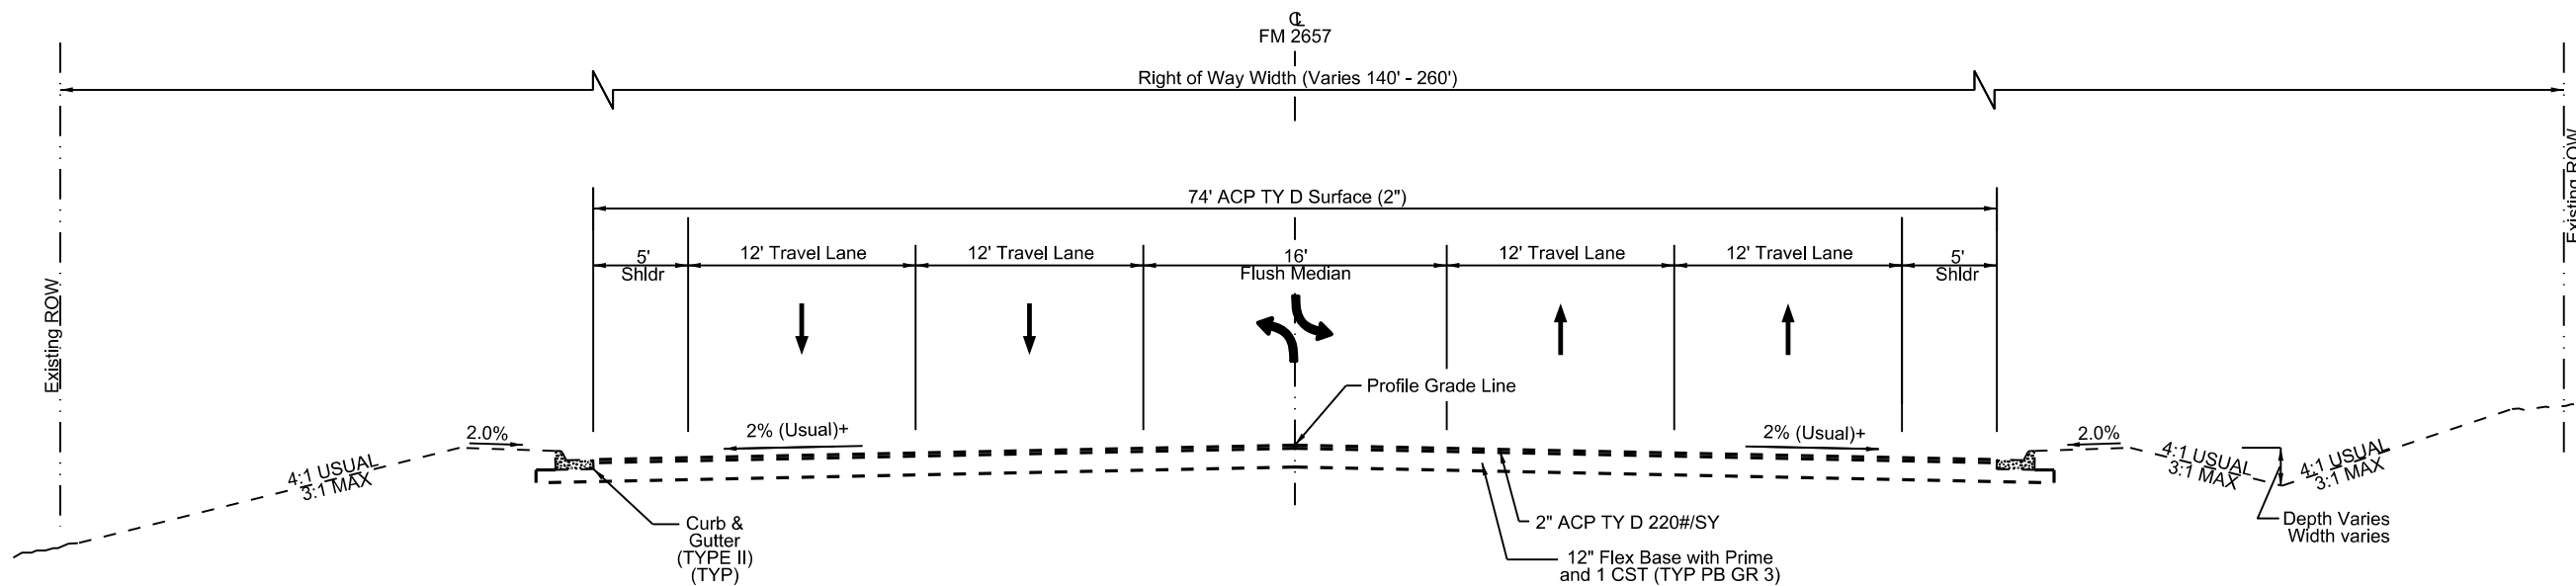 ℄
FM 2657
Right of Way Width (Varies 140' - 260')
Existing ROW
Existing ROW
74' ACP TY D Surface (2")
5'
Shldr
12' Travel Lane
12' Travel Lane
16'
Flush Median
12' Travel Lane
12' Travel Lane
5'
Shldr
Profile Grade Line
2.0%
2% (Usual)+
2% (Usual)+
2.0%
4:1 USUAL
3:1 MAX
4:1 USUAL
3:1 MAX
4:1 USUAL
3:1 MAX
Curb &
Gutter
(TYPE II)
(TYP)
2" ACP TY D 220#/SY
12" Flex Base with Prime
and 1 CST (TYP PB GR 3)
Depth Varies
Width varies